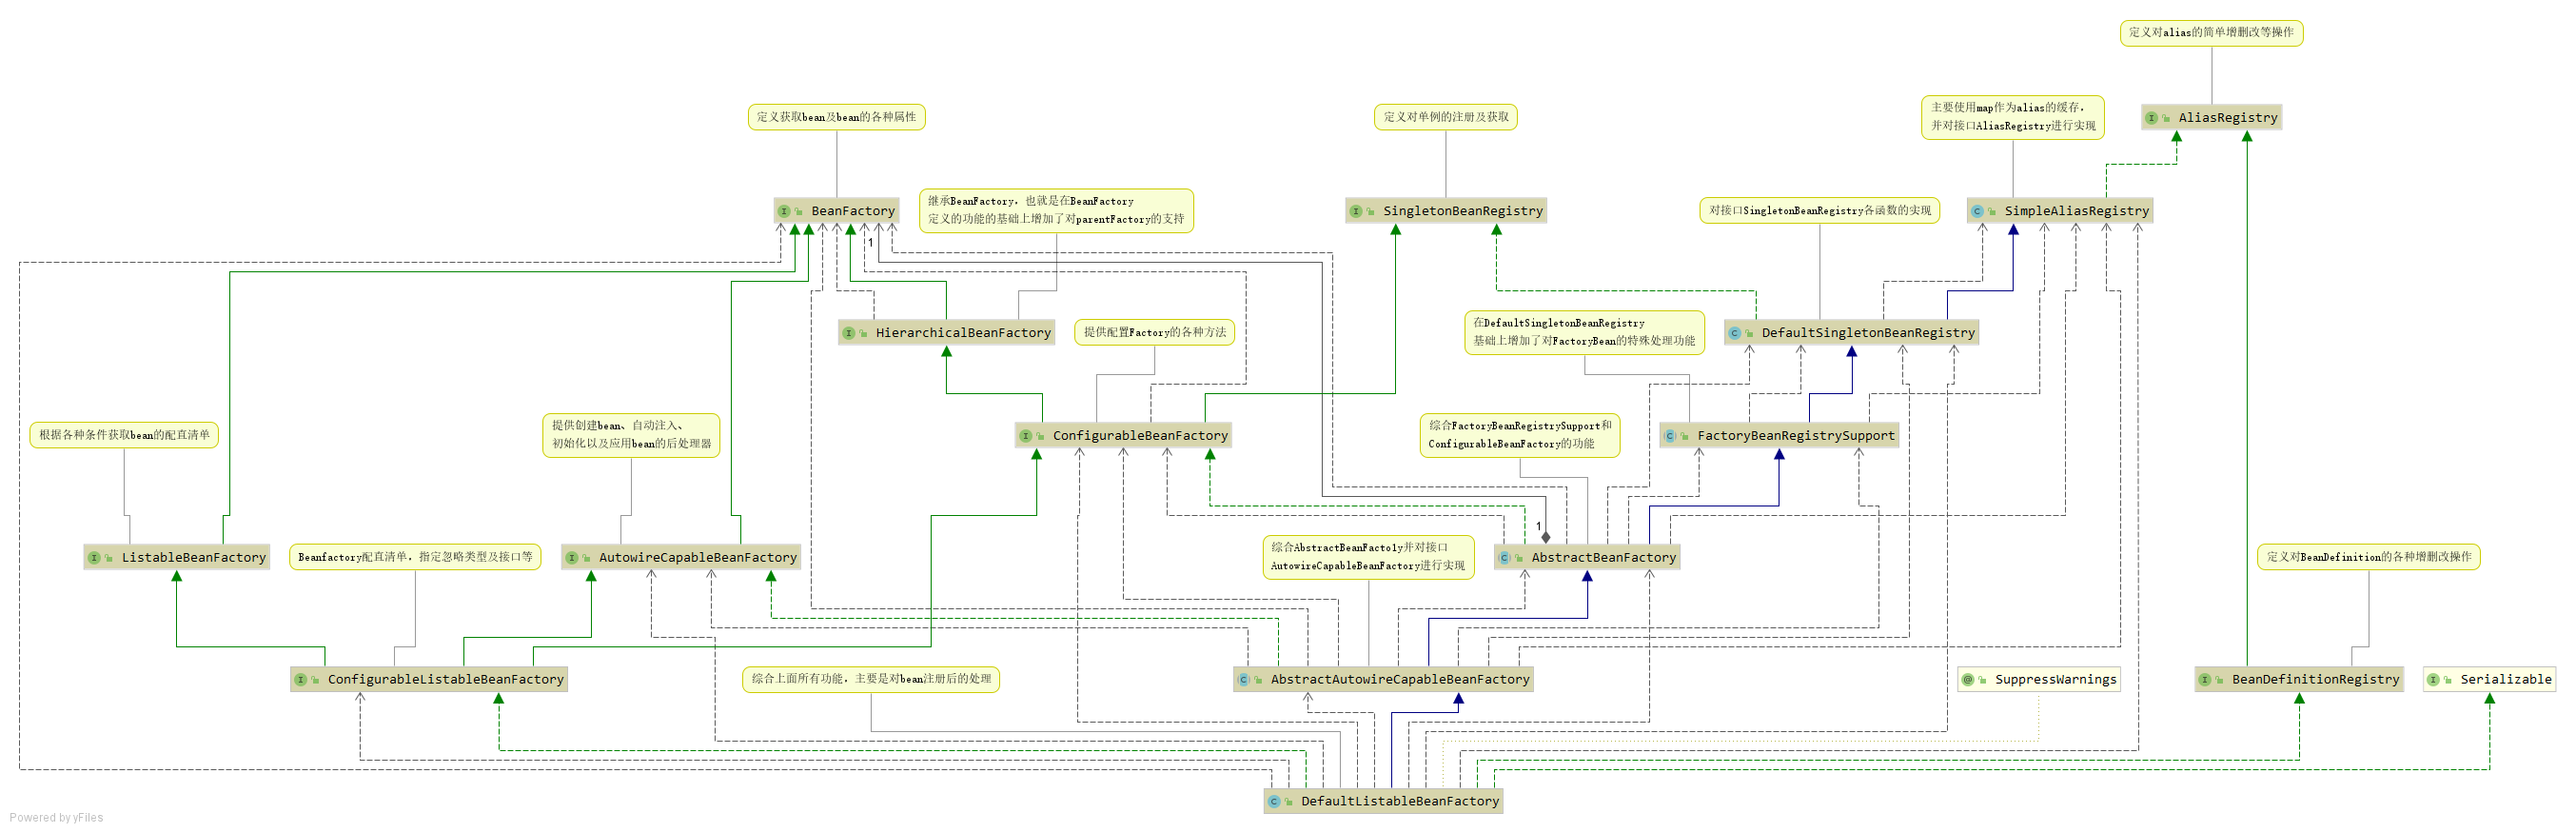 定义对alias的简单增删改等操作
定义获取bean及bean的各种属性
定义对单例的注册及获取
主要使用map作为alias的缓存，
并对接口AliasRegistry进行实现
AliasRegistry
BeanFactory
继承BeanFactory，也就是在BeanFactory
定义的功能的基础上增加了对parentFactory的支持
SingletonBeanRegistry
对接口SingletonBeanRegistry各函数的实现
SimpleAliasRegistry
1
HierarchicalBeanFactory
提供配置Factory的各种方法
在DefaultSingletonBeanRegistry
基础上增加了对FactoryBean的特殊处理功能
DefaultSingletonBeanRegistry
根据各种条件获取bean的配直清单
提供创建bean、自动注入、
初始化以及应用bean的后处理器
ConfigurableBeanFactory
综合FactoryBeanRegistrySupport和
ConfigurableBeanFactory的功能
FactoryBeanRegistrySupport
1
ListableBeanFactory
Beanfactory配直清单，指定忽略类型及接口等
AutowireCapableBeanFactory
综合AbstractBeanFacto1y并对接口
AutowireCapableBeanFactory进行实现
AbstractBeanFactory
定义对BeanDefinition的各种增删改操作
ConfigurableListableBeanFactory
综合上面所有功能，主要是对bean注册后的处理
AbstractAutowireCapableBeanFactory
SuppressWarnings
BeanDefinitionRegistry
Serializable
DefaultListableBeanFactory
Powered by yFiles